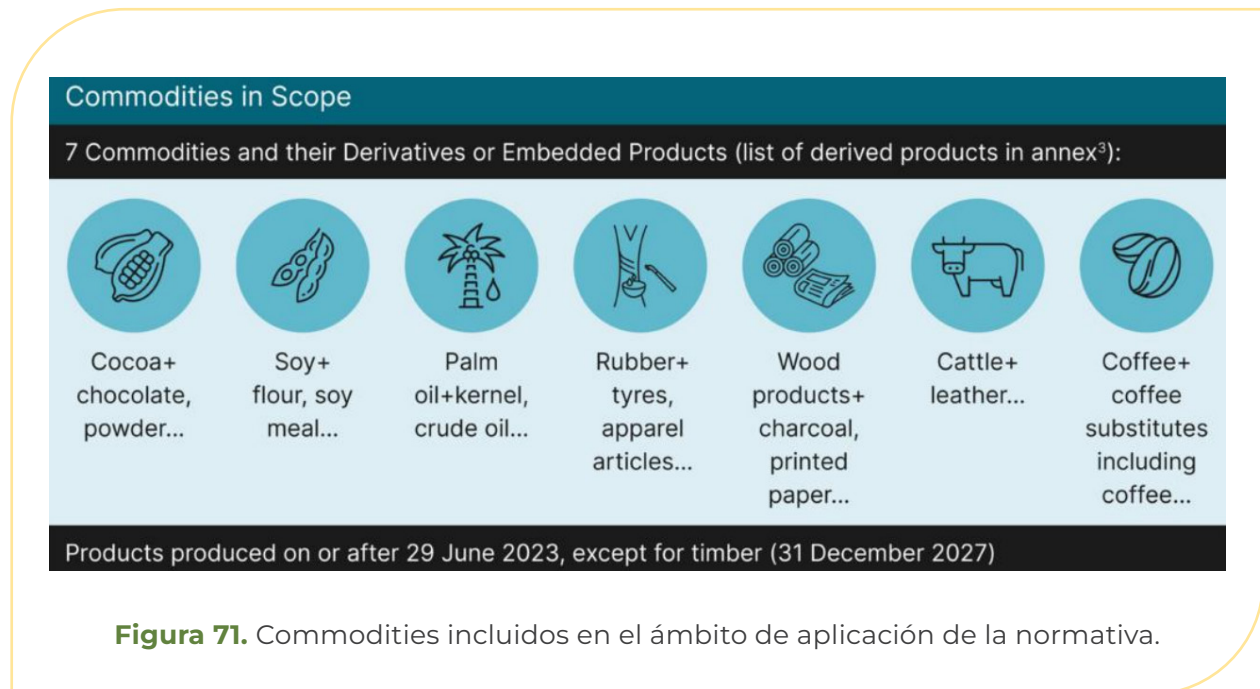 Commodities in Scope
7 Commodities and their Derivatives or Embedded Products (list of derived products in annex³):
Cocoa+
chocolate,
powder...
Soy+
flour, soy
meal...
Palm
oil+kernel,
crude oil...
Rubber+
tyres,
apparel
articles...
Wood
products+
charcoal,
printed
paper...
Cattle+
leather...
Coffee+
coffee
substitutes
including
coffee...
Products produced on or after 29 June 2023, except for timber (31 December 2027)
Figura 71. Commodities incluidos en el ámbito de aplicación de la normativa.